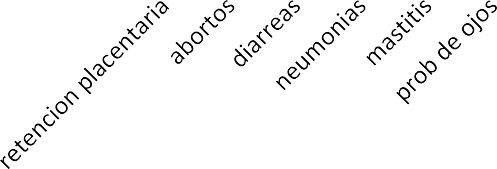 retencion placentaria
abortos
diarreas
neumonias
mastitis
prob de ojos